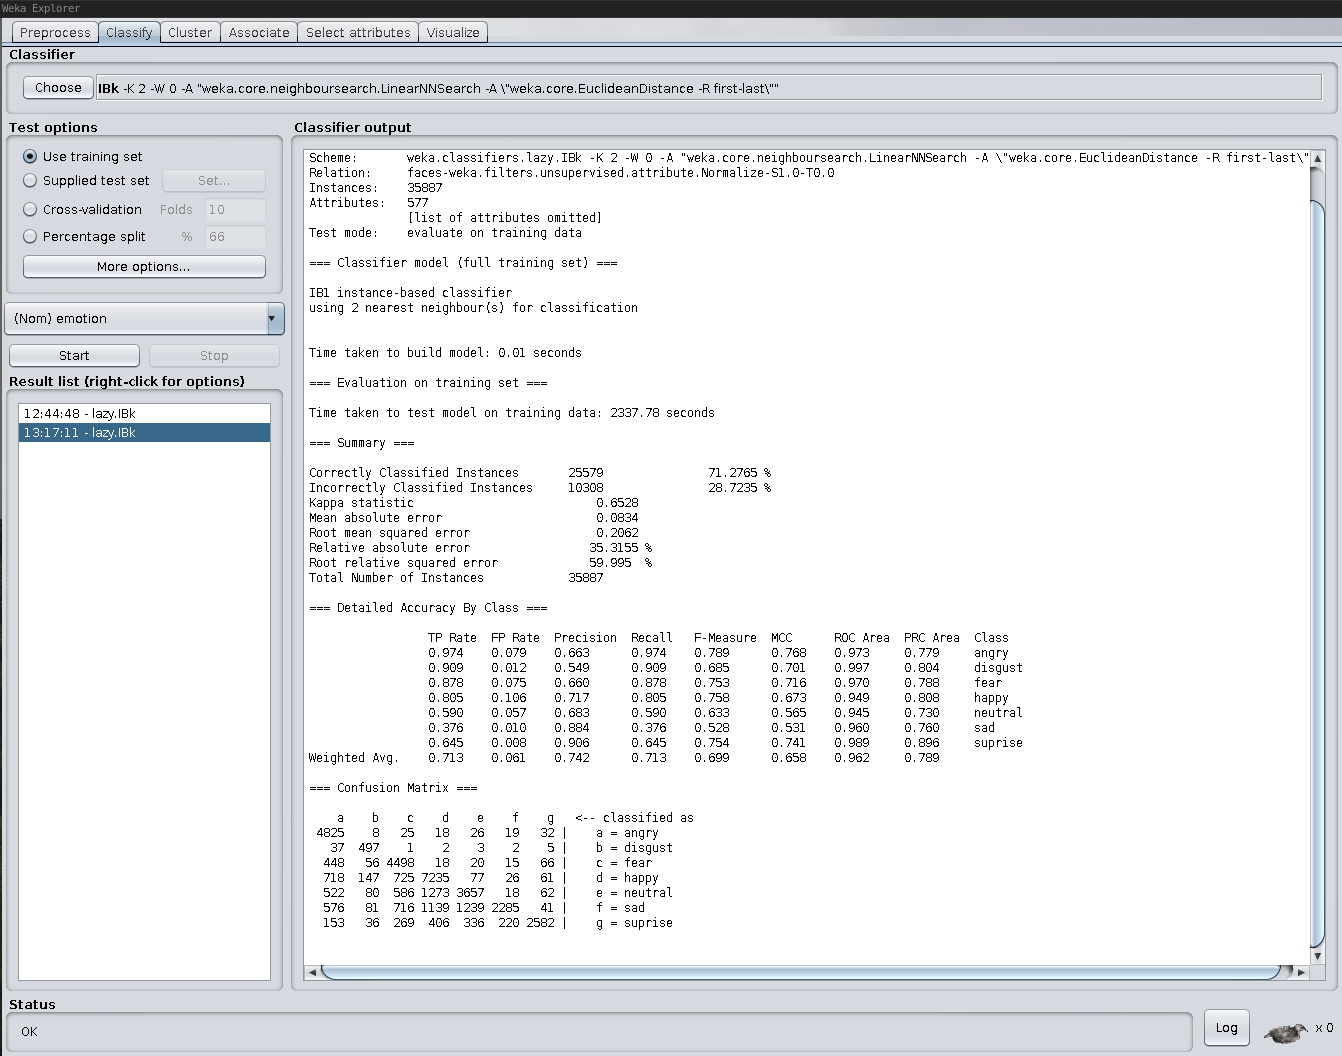 Weka Explorer
Preprocess Classify Cluster Associate Select attributes Visualize
Classifier
Choose IBk -K 2 -W 0 -A "weka.core.neighboursearch.LinearNNSearch -A \"weka.core.EuclideanDistance -R first-last\""
Test options
Use training set
Supplied test set Set...
Cross-validation Folds 10
Percentage split % 66
More options...
(Nom) emotion
Start Stop
Result list (right-click for options)
12:44:48 - lazy.IBk
13:17:11 - lazy.IBk
Classifier output
Scheme: weka.classifiers.lazy.IBk -K 2 -W 0 -A "weka.core.neighboursearch.LinearNNSearch -A \"weka.core.EuclideanDistance -R first-last\"
Relation: faces-weka.filters.unsupervised.attribute.Normalize-S1.0-T0.0
Instances: 35887
Attributes: 577
[list of attributes omitted]
Test mode: evaluate on training data
=== Classifier model (full training set) ===
IB1 instance-based classifier
using 2 nearest neighbour(s) for classification
Time taken to build model: 0.01 seconds
=== Evaluation on training set ===
Time taken to test model on training data: 2337.78 seconds
=== Summary ===
Correctly Classified Instances 25579 71.2765 %
Incorrectly Classified Instances 10308 28.7235 %
Kappa statistic 0.6528
Mean absolute error 0.0834
Root mean squared error 0.2062
Relative absolute error 35.3155 %
Root relative squared error 59.995 %
Total Number of Instances 35887
=== Detailed Accuracy By Class ===
TP Rate FP Rate Precision Recall F-Measure MCC ROC Area PRC Area Class
0.974 0.079 0.663 0.974 0.789 0.768 0.973 0.779 angry
0.909 0.012 0.549 0.909 0.685 0.701 0.997 0.804 disgust
0.878 0.075 0.660 0.878 0.753 0.716 0.970 0.788 fear
0.805 0.106 0.717 0.805 0.758 0.673 0.949 0.808 happy
0.590 0.057 0.683 0.590 0.633 0.565 0.945 0.730 neutral
0.376 0.010 0.884 0.376 0.528 0.531 0.960 0.760 sad
0.645 0.008 0.906 0.645 0.754 0.741 0.989 0.896 suprise
Weighted Avg. 0.713 0.061 0.742 0.713 0.699 0.658 0.962 0.789
=== Confusion Matrix ===
a b c d e f g <-- classified as
4825 8 25 18 26 19 32 | a = angry
37 497 1 2 3 2 5 | b = disgust
448 56 4498 18 20 15 66 | c = fear
718 147 725 7235 77 26 61 | d = happy
522 80 586 1273 3657 18 62 | e = neutral
576 81 716 1139 1239 2285 41 | f = sad
153 36 269 406 336 220 2582 | g = suprise
Status
OK
Log
x 0